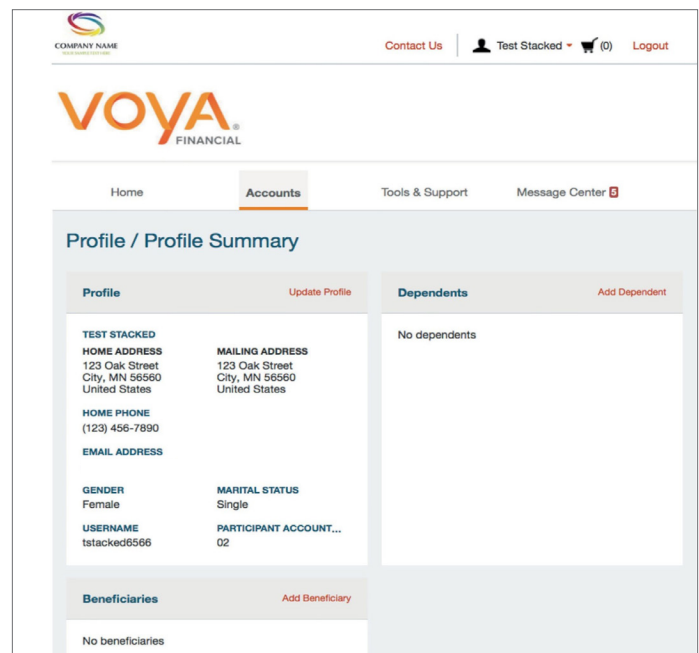 COMPANY NAME
Contact Us
Test Stacked
(0)
Logout
VOYA
FINANCIAL
Home
Accounts
Tools & Support
Message Center 5
Profile / Profile Summary
Profile
Update Profile
TEST STACKED
HOME ADDRESS
123 Oak Street
City, MN 56560
United States
MAILING ADDRESS
123 Oak Street
City, MN 56560
United States
HOME PHONE
(123) 456-7890
EMAIL ADDRESS
GENDER
Female
MARITAL STATUS
Single
USERNAME
tstacked6566
PARTICIPANT ACCOUNT...
02
Dependents
Add Dependent
No dependents
Beneficiaries
Add Beneficiary
No beneficiaries